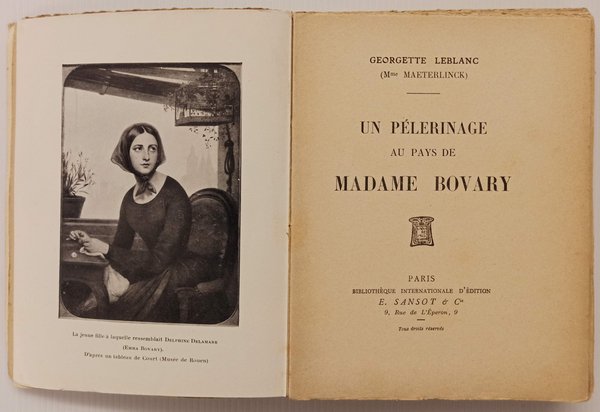 La jeune fille à laquelle ressemblait DELPHINE DELAMARE
(EMMA BOVARY).
D'après un tableau de Court (Musée de Rouen)
GEORGETTE LEBLANC
(Mme MAETERLINCK)
UN PÉLERINAGE
AU PAYS DE
MADAME BOVARY
PARIS
BIBLIOTHÈQUE INTERNATIONALE D'ÉDITION
E. SANSOT & Cie
9, Rue de L'Éperon, 9
Tous droits réservés